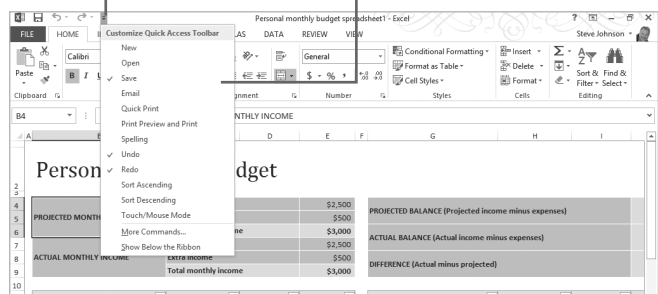 Personal monthly budget spreadsheet1 - Excel
Steve Johnson
FILE HOME LAS DATA REVIEW VIEW
Customize Quick Access Toolbar
New
Open
Save
Email
Quick Print
Print Preview and Print
Spelling
Undo
Redo
Sort Ascending
Sort Descending
Touch/Mouse Mode
More Commands...
Show Below the Ribbon
Paste
Clipboard
Calibri
B I U
General
$ - % ,
Number
Conditional Formatting
Format as Table
Cell Styles
Styles
Insert
Delete
Format
Cells
Sort & Find &
Filter Select
Editing
B4
NTHLY INCOME
A D E F G H I
Person dget
2
3
4 $2,500
5 PROJECTED MONTH $500 PROJECTED BALANCE (Projected income minus expenses)
6 me $3,000
7 $2,500 ACTUAL BALANCE (Actual income minus expenses)
8 ACTUAL MONTHLY INCOME Extra income $500
9 Total monthly income $3,000 DIFFERENCE (Actual minus projected)
10